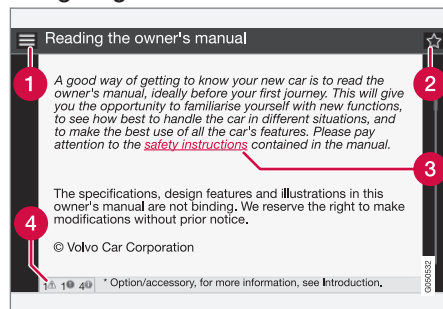 Reading the owner's manual
1
2
A good way of getting to know your new car is to read the
owner's manual, ideally before your first journey. This will give
you the opportunity to familiarise yourself with new functions,
to see how best to handle the car in different situations, and
to make the best use of all the car's features. Please pay
attention to the safety instructions contained in the manual.
3
The specifications, design features and illustrations in this
owner's manual are not binding. We reserve the right to make
modifications without prior notice.
4
© Volvo Car Corporation
1 1 4 * Option/accessory, for more information, see Introduction.
G050532